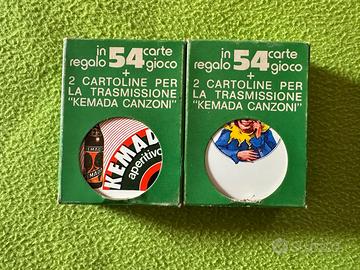 in 54 carte
regalo gioco
+
2 CARTOLINE PER
LA TRASMISSIONE
"KEMADA CANZONI"
KEMAD
aperitivo
in 54 carte
regalo gioco
+
2 CARTOLINE PER
LA TRASMISSIONE
"KEMADA CANZONI"